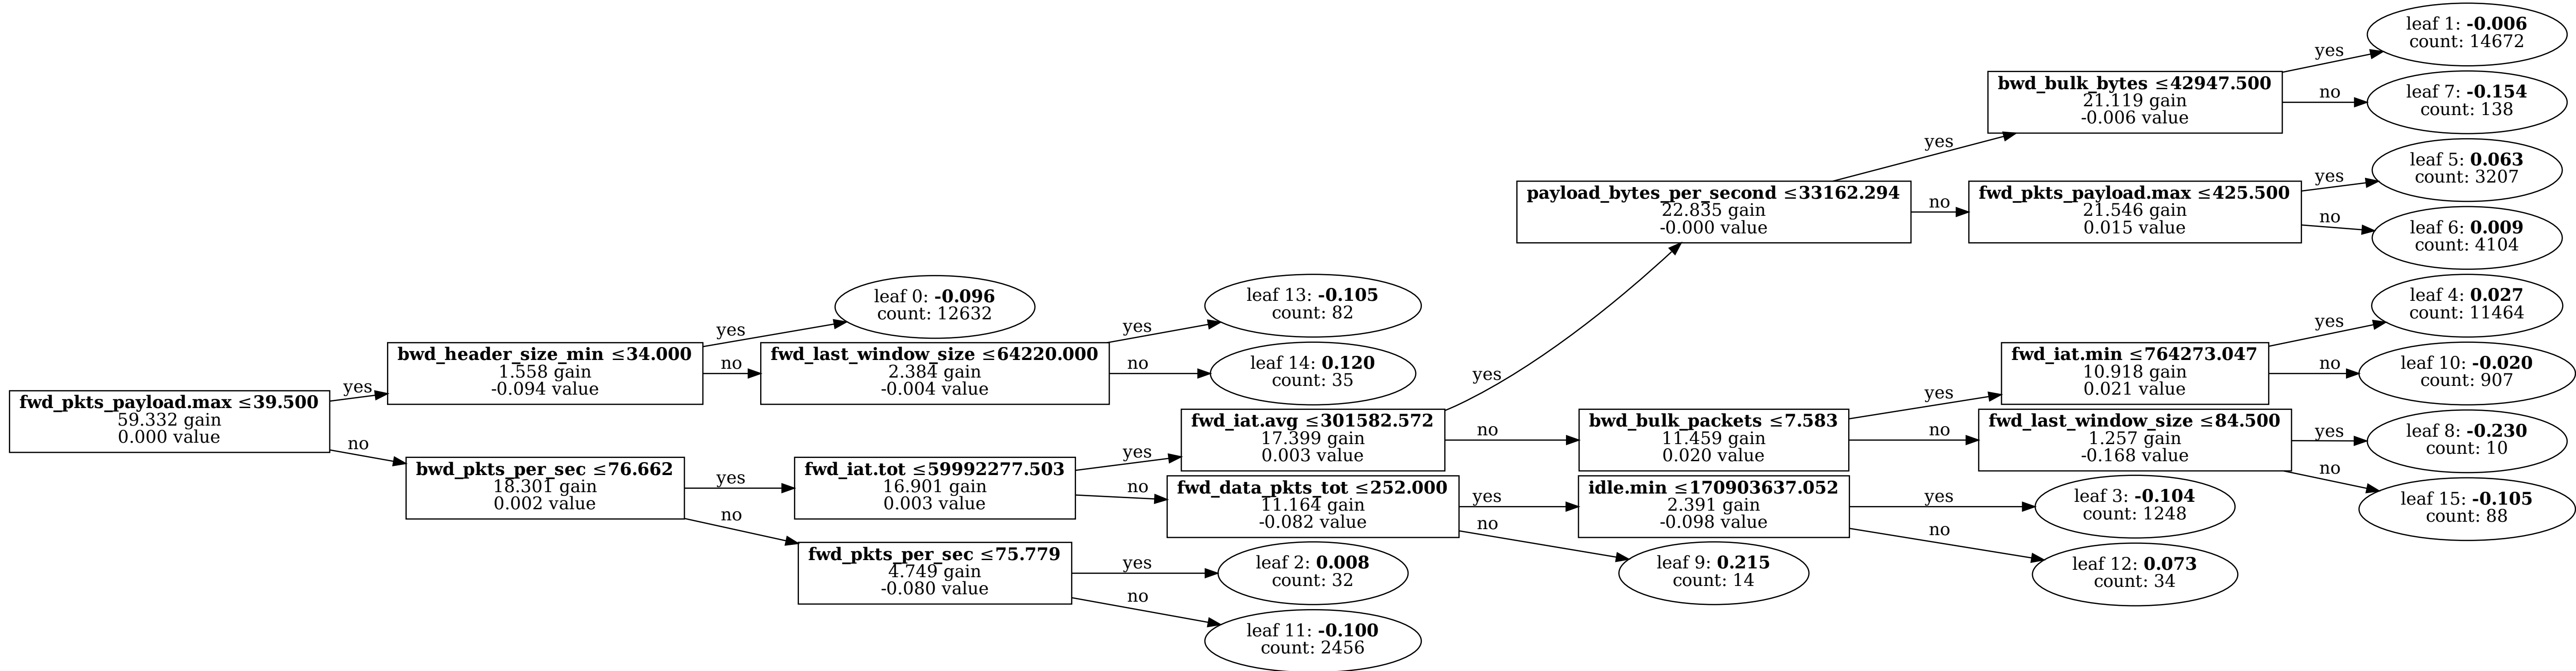 fwd_pkts_payload.max ≤39.500
59.332 gain
0.000 value
yes
no
bwd_header_size_min ≤34.000
1.558 gain
-0.094 value
yes
no
bwd_pkts_per_sec ≤76.662
18.301 gain
0.002 value
yes
no
leaf 0: -0.096
count: 12632
fwd_last_window_size ≤64220.000
2.384 gain
-0.004 value
yes
no
fwd_iat.tot ≤59992277.503
16.901 gain
0.003 value
yes
no
fwd_pkts_per_sec ≤75.779
4.749 gain
-0.080 value
yes
no
leaf 13: -0.105
count: 82
leaf 14: 0.120
count: 35
fwd_iat.avg ≤301582.572
17.399 gain
0.003 value
yes
no
fwd_data_pkts_tot ≤252.000
11.164 gain
-0.082 value
yes
no
leaf 2: 0.008
count: 32
leaf 11: -0.100
count: 2456
payload_bytes_per_second ≤33162.294
22.835 gain
-0.000 value
yes
no
bwd_bulk_packets ≤7.583
11.459 gain
0.020 value
yes
no
idle.min ≤170903637.052
2.391 gain
-0.098 value
yes
no
leaf 9: 0.215
count: 14
bwd_bulk_bytes ≤42947.500
21.119 gain
-0.006 value
yes
no
fwd_pkts_payload.max ≤425.500
21.546 gain
0.015 value
yes
no
fwd_iat.min ≤764273.047
10.918 gain
0.021 value
yes
no
fwd_last_window_size ≤84.500
1.257 gain
-0.168 value
yes
no
leaf 3: -0.104
count: 1248
leaf 12: 0.073
count: 34
leaf 1: -0.006
count: 14672
leaf 7: -0.154
count: 138
leaf 5: 0.063
count: 3207
leaf 6: 0.009
count: 4104
leaf 4: 0.027
count: 11464
leaf 10: -0.020
count: 907
leaf 8: -0.230
count: 10
leaf 15: -0.105
count: 88